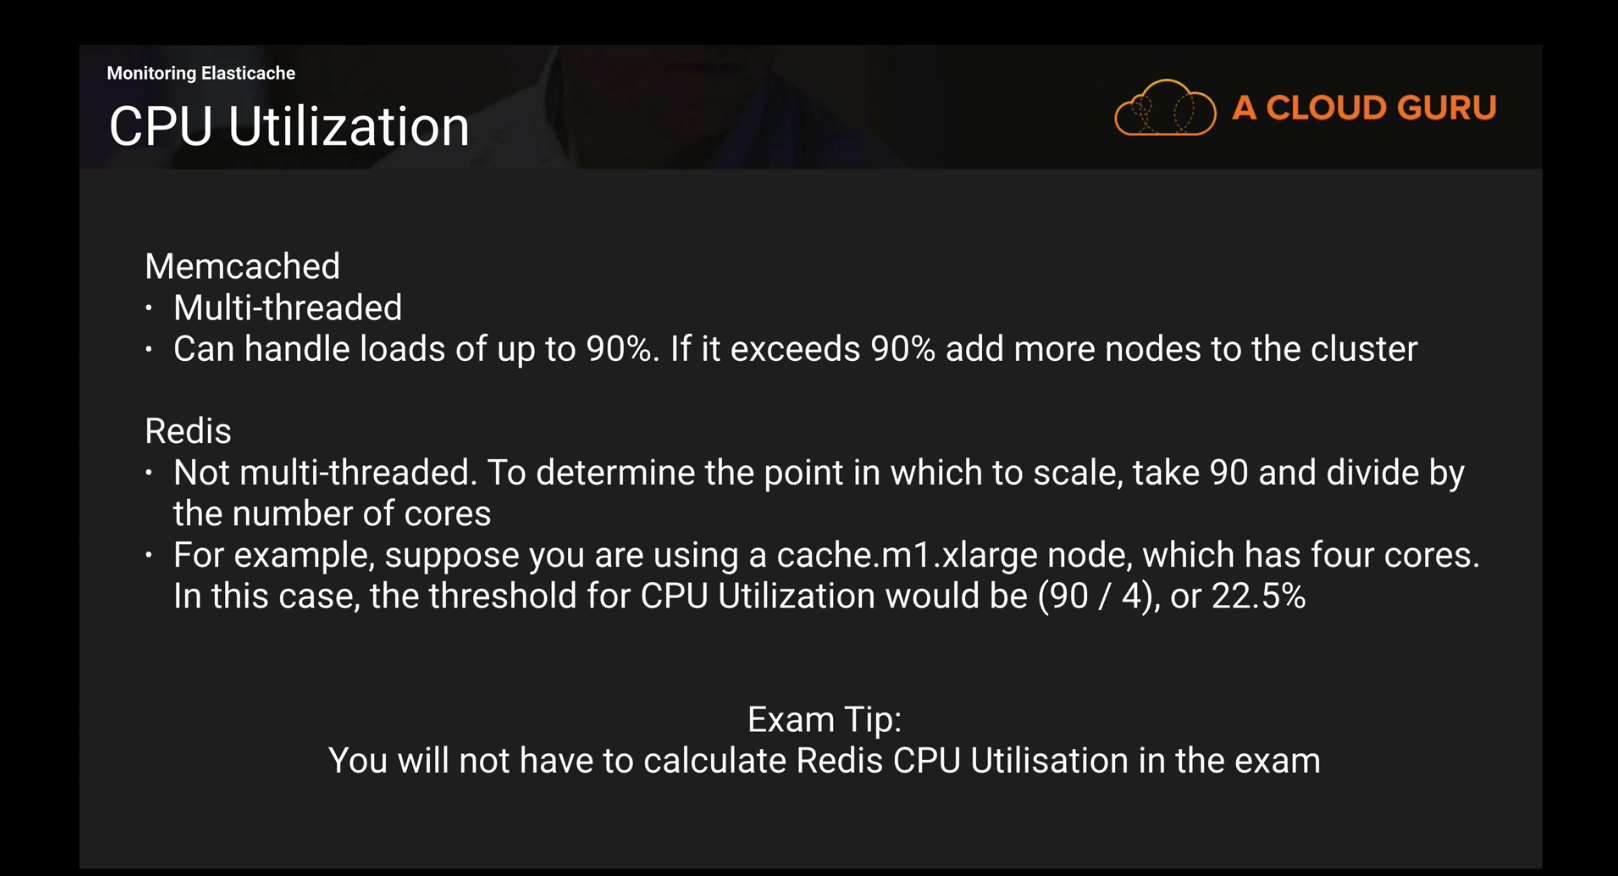 Monitoring Elasticache
CPU Utilization
A CLOUD GURU
Memcached
· Multi-threaded
· Can handle loads of up to 90%. If it exceeds 90% add more nodes to the cluster
Redis
· Not multi-threaded. To determine the point in which to scale, take 90 and divide by
the number of cores
· For example, suppose you are using a cache.m1.xlarge node, which has four cores.
In this case, the threshold for CPU Utilization would be (90 / 4), or 22.5%
Exam Tip:
You will not have to calculate Redis CPU Utilisation in the exam